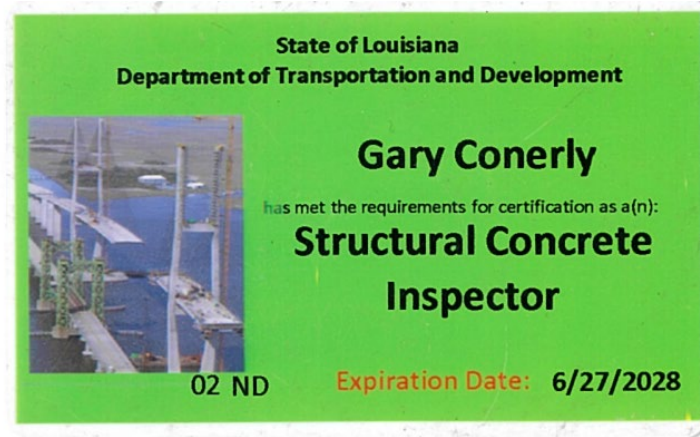 State of Louisiana
Department of Transportation and Development
Gary Conerly
has met the requirements for certification as a(n):
Structural Concrete
Inspector
02 ND
Expiration Date: 6/27/2028